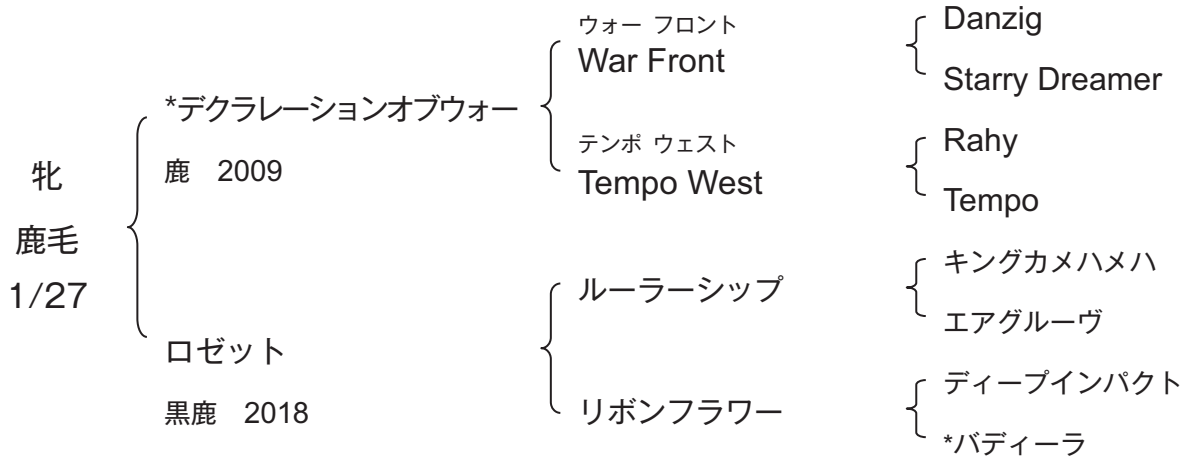 牝
鹿毛
1/27
*デクラレーションオブウォー
鹿 2009
ロゼット
黒鹿 2018
ウォー フロント
War Front
テンポ ウェスト
Tempo West
ルーラーシップ
リボンフラワー
Danzig
Starry Dreamer
Rahy
Tempo
キングカメハメハ
エアグルーヴ
ディープインパクト
*バディーラ